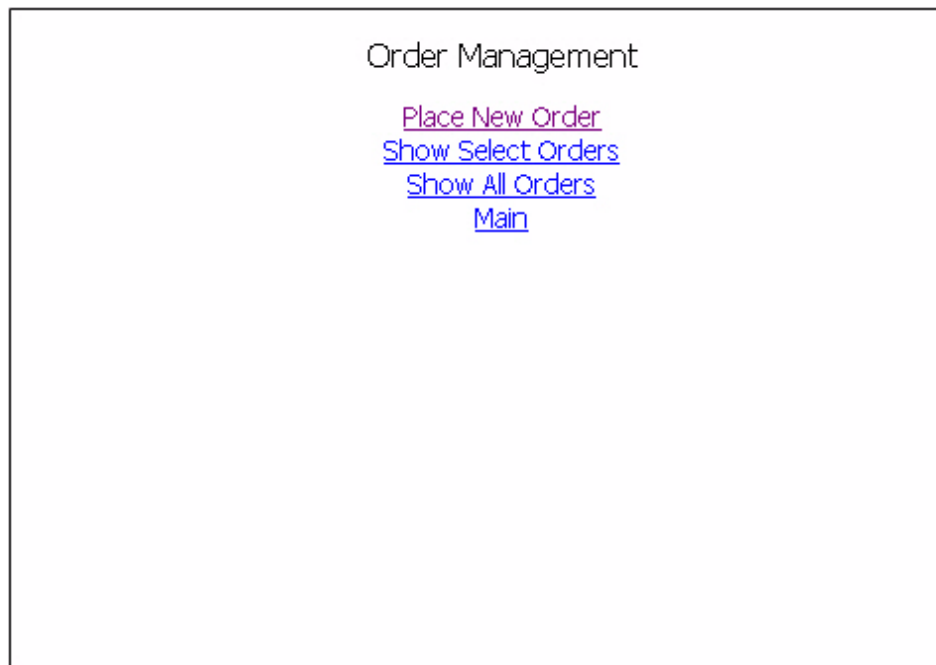 Order Management
Place New Order
Show Select Orders
Show All Orders
Main